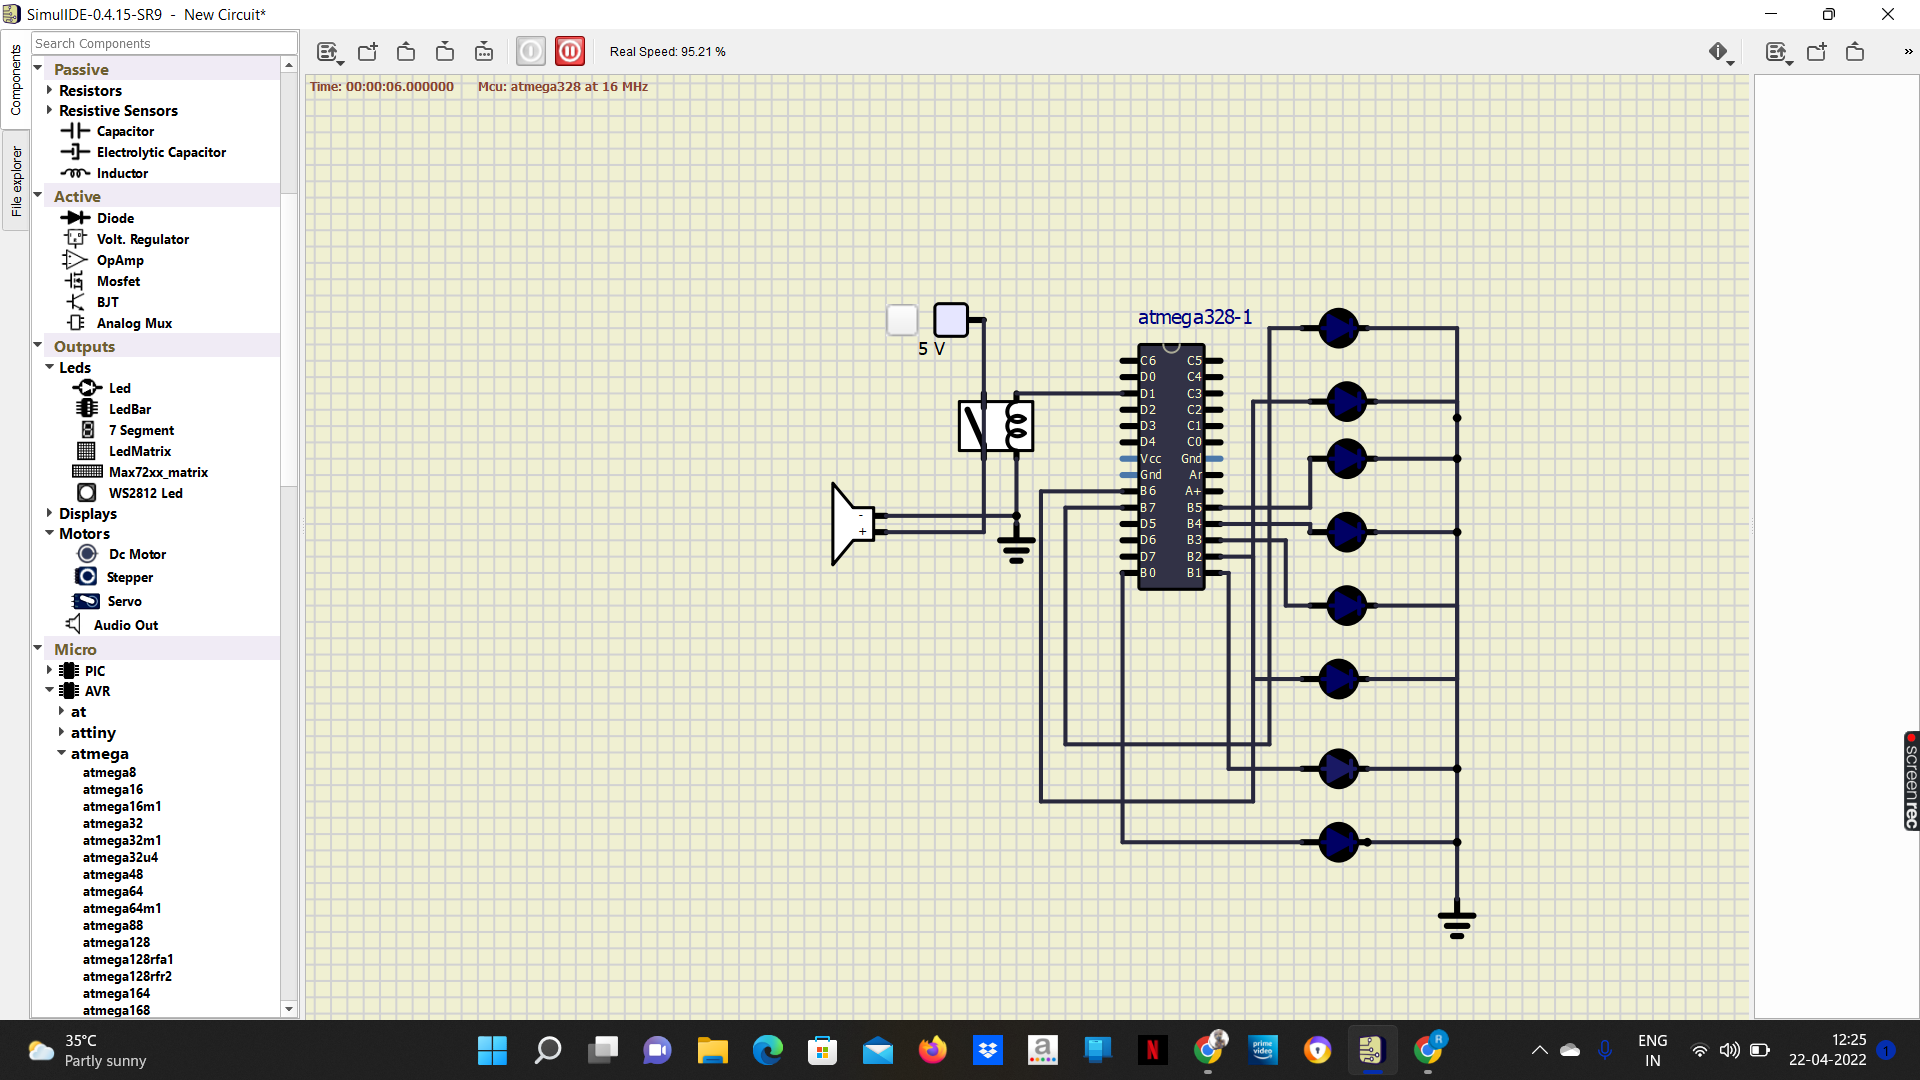 SimulIDE-0.4.15-SR9 - New Circuit*
Components
File explorer
Search Components
Passive
Resistors
Resistive Sensors
Capacitor
Electrolytic Capacitor
Inductor
Active
Diode
Volt. Regulator
OpAmp
Mosfet
BJT
Analog Mux
Outputs
Leds
Led
LedBar
7 Segment
LedMatrix
Max72xx_matrix
WS2812 Led
Displays
Motors
Dc Motor
Stepper
Servo
Audio Out
Micro
PIC
AVR
at
attiny
atmega
atmega8
atmega16
atmega16m1
atmega32
atmega32m1
atmega32u4
atmega48
atmega64
atmega64m1
atmega88
atmega128
atmega128rfa1
atmega128rfr2
atmega164
atmega168
Real Speed: 95.21 %
»
Time: 00:00:06.000000 Mcu: atmega328 at 16 MHz
5 V
- 
+
atmega328-1
C6 C5
D0 C4
D1 C3
D2 C2
D3 C1
D4 C0
Vcc Gnd
Gnd Ar
B6 A+
B7 B5
D5 B4
D6 B3
D7 B2
B0 B1
screenrec
35°C
Partly sunny
a
N
prime video
R
ENG
IN
12:25
22-04-2022
1